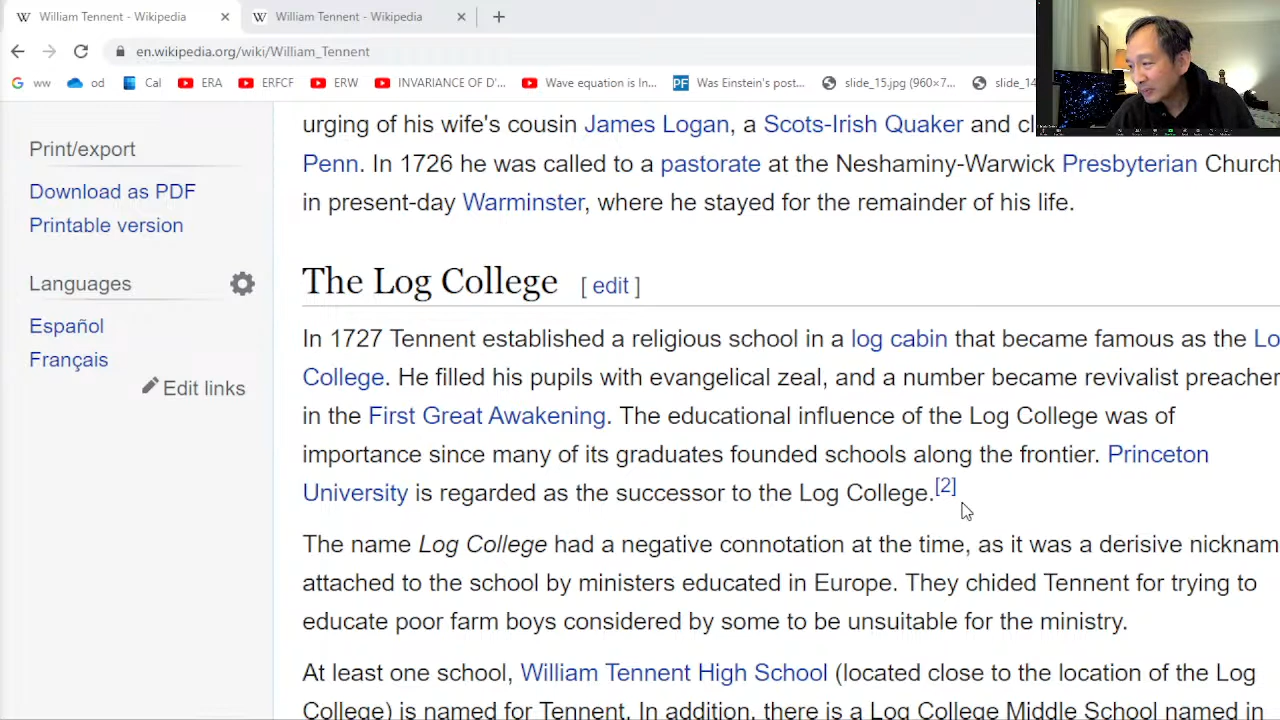 William Tennent - Wikipedia
William Tennent - Wikipedia
en.wikipedia.org/wiki/William_Tennent
ww
od
Cal
ERA
ERFCF
ERW
INVARIANCE OF D'...
Wave equation is In...
PF Was Einstein's post...
slide_15.jpg (960×7...
slide_14
Print/export
Download as PDF
Printable version
Languages
Español
Français
Edit links
urging of his wife's cousin James Logan, a Scots-Irish Quaker and cl
Penn. In 1726 he was called to a pastorate at the Neshaminy-Warwick Presbyterian Church
in present-day Warminster, where he stayed for the remainder of his life.
The Log College [ edit ]
In 1727 Tennent established a religious school in a log cabin that became famous as the Lo
College. He filled his pupils with evangelical zeal, and a number became revivalist preacher
in the First Great Awakening. The educational influence of the Log College was of
importance since many of its graduates founded schools along the frontier. Princeton
University is regarded as the successor to the Log College.[2]
The name Log College had a negative connotation at the time, as it was a derisive nicknam
attached to the school by ministers educated in Europe. They chided Tennent for trying to
educate poor farm boys considered by some to be unsuitable for the ministry.
At least one school, William Tennent High School (located close to the location of the Log
College) is named for Tennent. In addition, there is a Log College Middle School named in